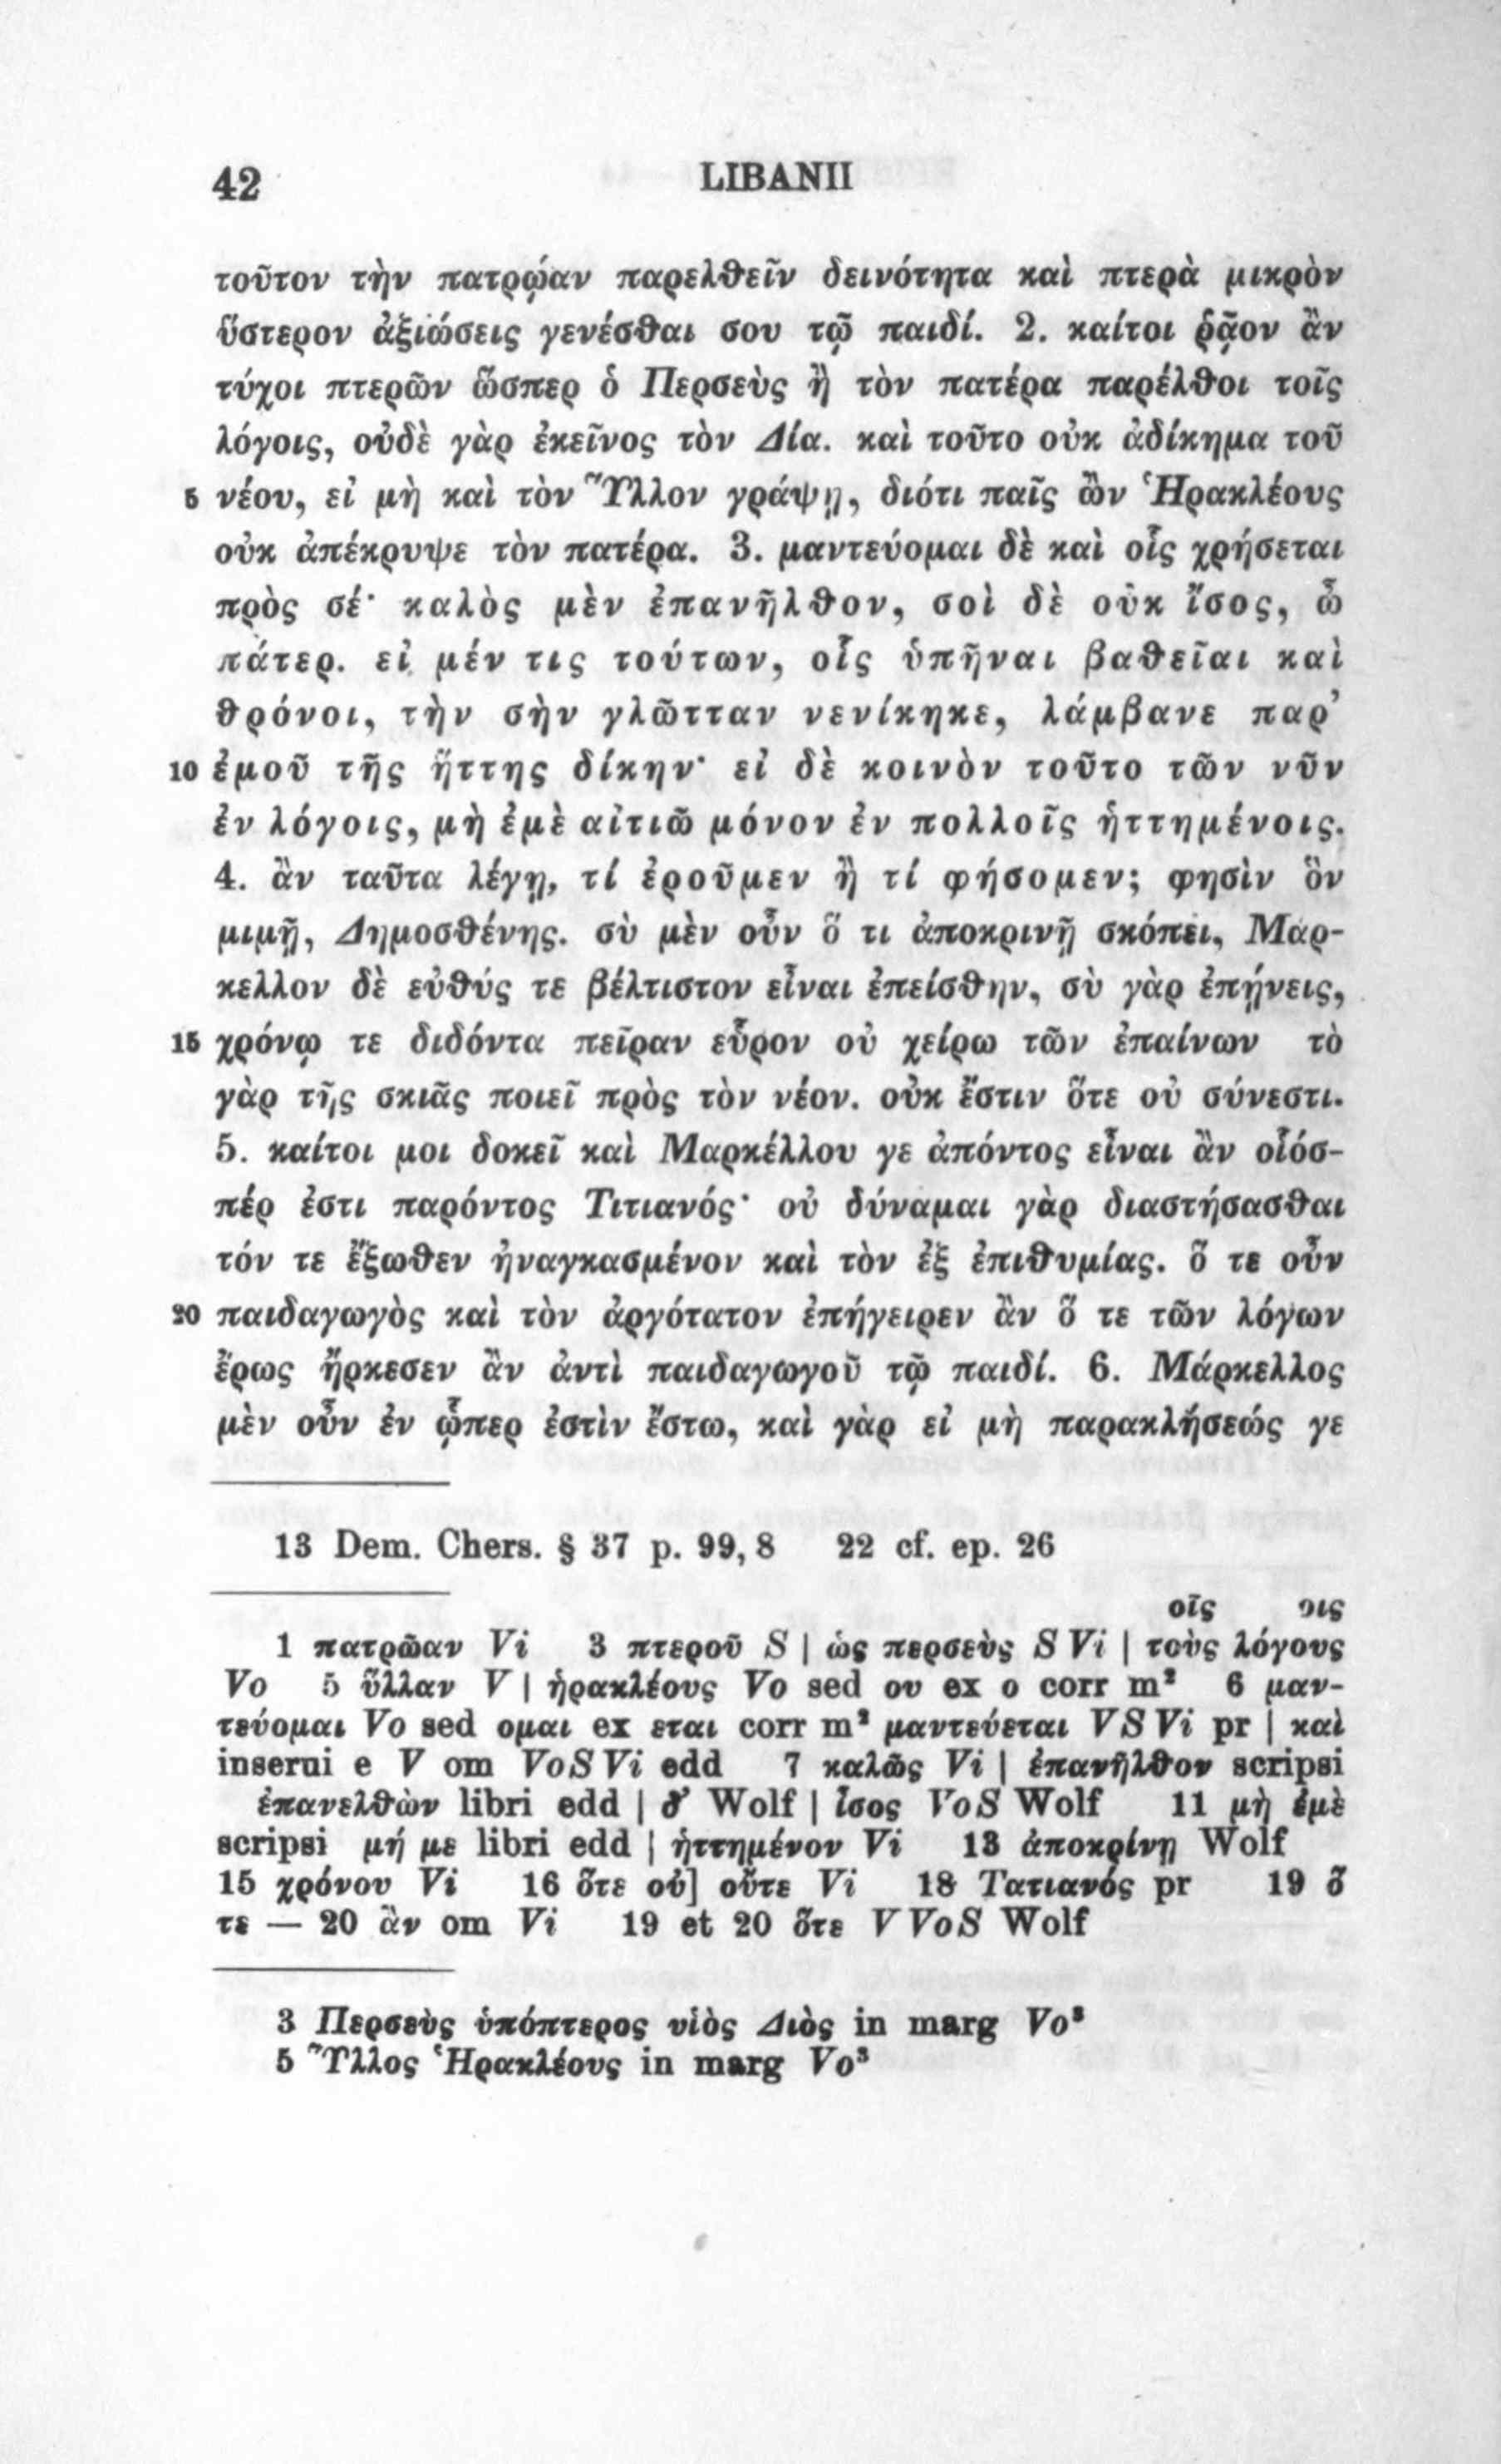 42 LIBANII
τοῦτον τὴν πατρῴαν παρελθεῖν δεινότητα καὶ πτερὰ μικρὸν
ὕστερον ἀξιώσεις γενέσθαι σου τῷ παιδί. 2. καίτοι ῥᾷον ἂν
τύχοι πτερῶν ὥσπερ ὁ Περσεὺς ἢ τὸν πατέρα παρέλθοι τοῖς
λόγοις, οὐδὲ γὰρ ἐκεῖνος τὸν Δία. καὶ τοῦτο οὐκ ἀδίκημα τοῦ
5 νέου, εἰ μὴ καὶ τὸν Ὕλλον γράψῃ, διότι παῖς ὢν Ἡρακλέους
οὐκ ἀπέκρυψε τὸν πατέρα. 3. μαντεύομαι δὲ καὶ οἷς χρήσεται
πρὸς σέ· καλὸς μὲν ἐπανῆλθον, σοὶ δὲ οὐκ ἴσος, ὦ
πάτερ. εἰ μέν τις τούτων, οἷς ὑπῆναι βαθεῖαι καὶ
θρόνοι, τὴν σὴν γλῶτταν νενίκηκε, λάμβανε παρ’
10 ἐμοῦ τῆς ἥττης δίκην· εἰ δὲ κοινὸν τοῦτο τῶν νῦν
ἐν λόγοις, μὴ ἐμὲ αἰτιῶ μόνον ἐν πολλοῖς ἡττημένοις.
4. ἂν ταῦτα λέγῃ, τί ἐροῦμεν ἢ τί φήσομεν; φησὶν ὃν
μιμῇ, Δημοσθένης. σὺ μὲν οὖν ὅ τι ἀποκρινῇ σκόπει, Μαρ-
κελλον δὲ εὐθύς τε βέλτιστον εἶναι ἐπείσθην, σὺ γὰρ ἐπῄνεις,
15 χρόνῳ τε διδόντα πεῖραν εὗρον οὐ χείρω τῶν ἐπαίνων τὸ
γὰρ τῆς σκιᾶς ποιεῖ πρὸς τὸν νέον. οὐκ ἔστιν ὅτε οὐ σύνεστι.
5. καίτοι μοι δοκεῖ καὶ Μαρκέλλου γε ἀπόντος εἶναι ἂν οἷόσ-
πέρ ἐστι παρόντος Τιτιανός· οὐ δύναμαι γὰρ διαστήσασθαι
τόν τε ἔξωθεν ἠναγκασμένον καὶ τὸν ἐξ ἐπιθυμίας. ὅ τε οὖν
20 παιδαγωγὸς καὶ τὸν ἀργότατον ἐπήγειρεν ἂν ὅ τε τῶν λόγων
ἔρως ἤρκεσεν ἂν ἀντὶ παιδαγωγοῦ τῷ παιδί. 6. Μάρκελλος
μὲν οὖν ἐν ᾧπερ ἐστὶν ἔστω, καὶ γὰρ εἰ μὴ παρακλήσεώς γε
13 Dem. Chers. § 37 p. 99, 8 22 cf. ep. 26
οῖς οις
1 πατρῶαν Vi 3 πτεροῦ S | ὡς περσεὺς S Vi | τοὺς λόγους
Vo 5 ὕλλαν V | ἡρακλέους Vo sed ου ex ο corr m² 6 μαν-
τεύομαι Vo sed ομαι ex εται corr m² μαντεύεται V S Vi pr | καὶ
inserui e V om Vo S Vi edd 7 καλῶς Vi | ἐπανῆλθον scripsi
ἐπανελθὼν libri edd | δ’ Wolf | ἶσος Vo S Wolf 11 μὴ ἐμὲ
scripsi μή με libri edd | ἡττημένον Vi 13 ἀποκρίνῃ Wolf
15 χρόνου Vi 16 ὅτε οὐ] οὔτε Vi 18 Τατιανός pr 19 ὅ
τε — 20 ἂν om Vi 19 et 20 ὅτε V Vo S Wolf
3 Περσεὺς ὑπόπτερος υἱὸς Διὸς in marg Vo³
5 Ὕλλος Ἡρακλέους in marg Vo³